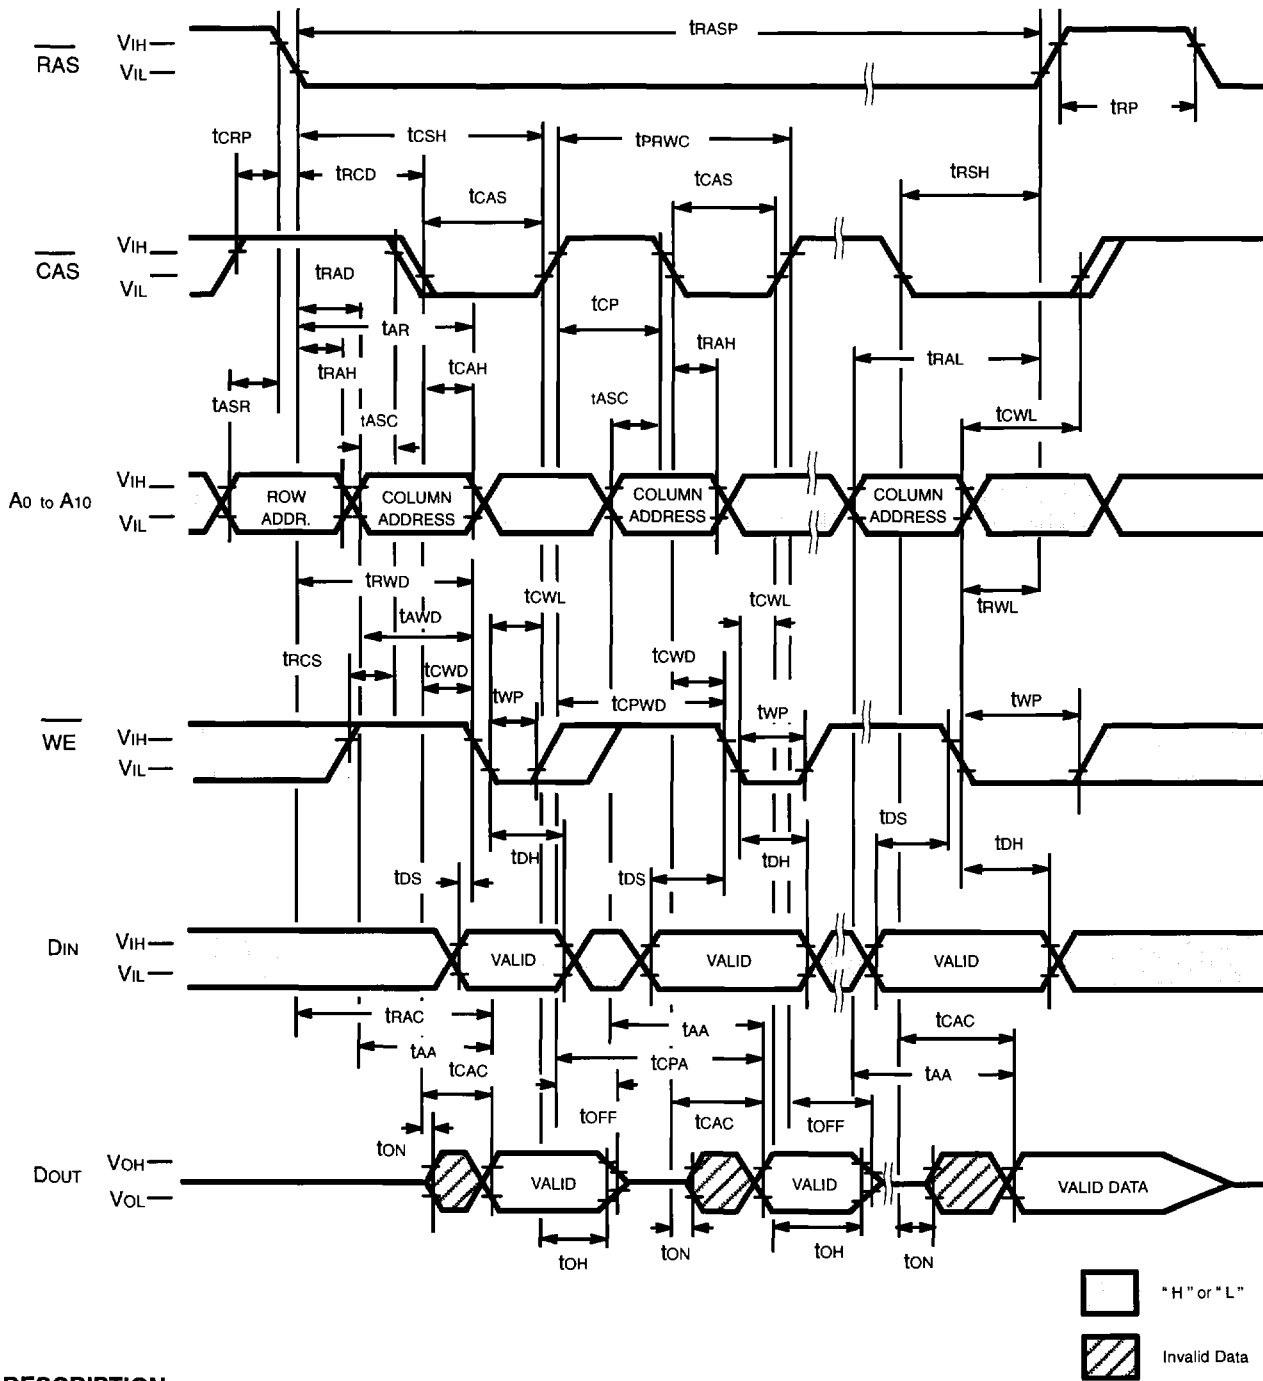 tRASP
VIH
RAS
VIL
tRP
tCRP
tCSH
tPRWC
tRCD
tRSH
tCAS
tCAS
VIH
CAS
VIL
tRAD
tCP
tAR
tRAH
tRAL
tRAH
tCAH
tASR
tASC
tASC
tCWL
VIH
A0 to A10
VIL
ROW ADDR.
COLUMN ADDRESS
COLUMN ADDRESS
COLUMN ADDRESS
tRWD
tCWL
tCWL
tRWL
tAWD
tRCS
tCWD
tCWD
tWP
tCPWD
tWP
tWP
WE
VIH
VIL
tDS
tDH
tDH
tDH
tDS
tDS
DIN
VIH
VIL
VALID
VALID
VALID
tRAC
tAA
tCAC
tAA
tCPA
tCAC
tAA
tOFF
tCAC
tOFF
tON
VOH
DOUT
VOL
VALID
VALID
VALID DATA
tOH
tON
tOH
tON
"H" or "L"
Invalid Data